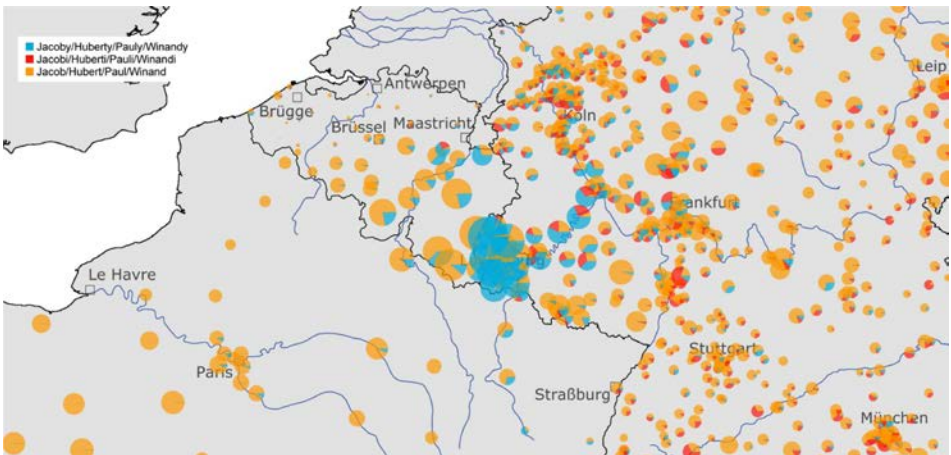 Jacoby/Huberty/Pauly/Winandy
Jacobi/Huberti/Pauli/Winandi
Jacob/Hubert/Paul/Winand
Antwerpen
Brügge
Brüssel
Maastricht
Köln
Leip
Frankfurt
Le Havre
Paris
Straßburg
Stuttgart
München